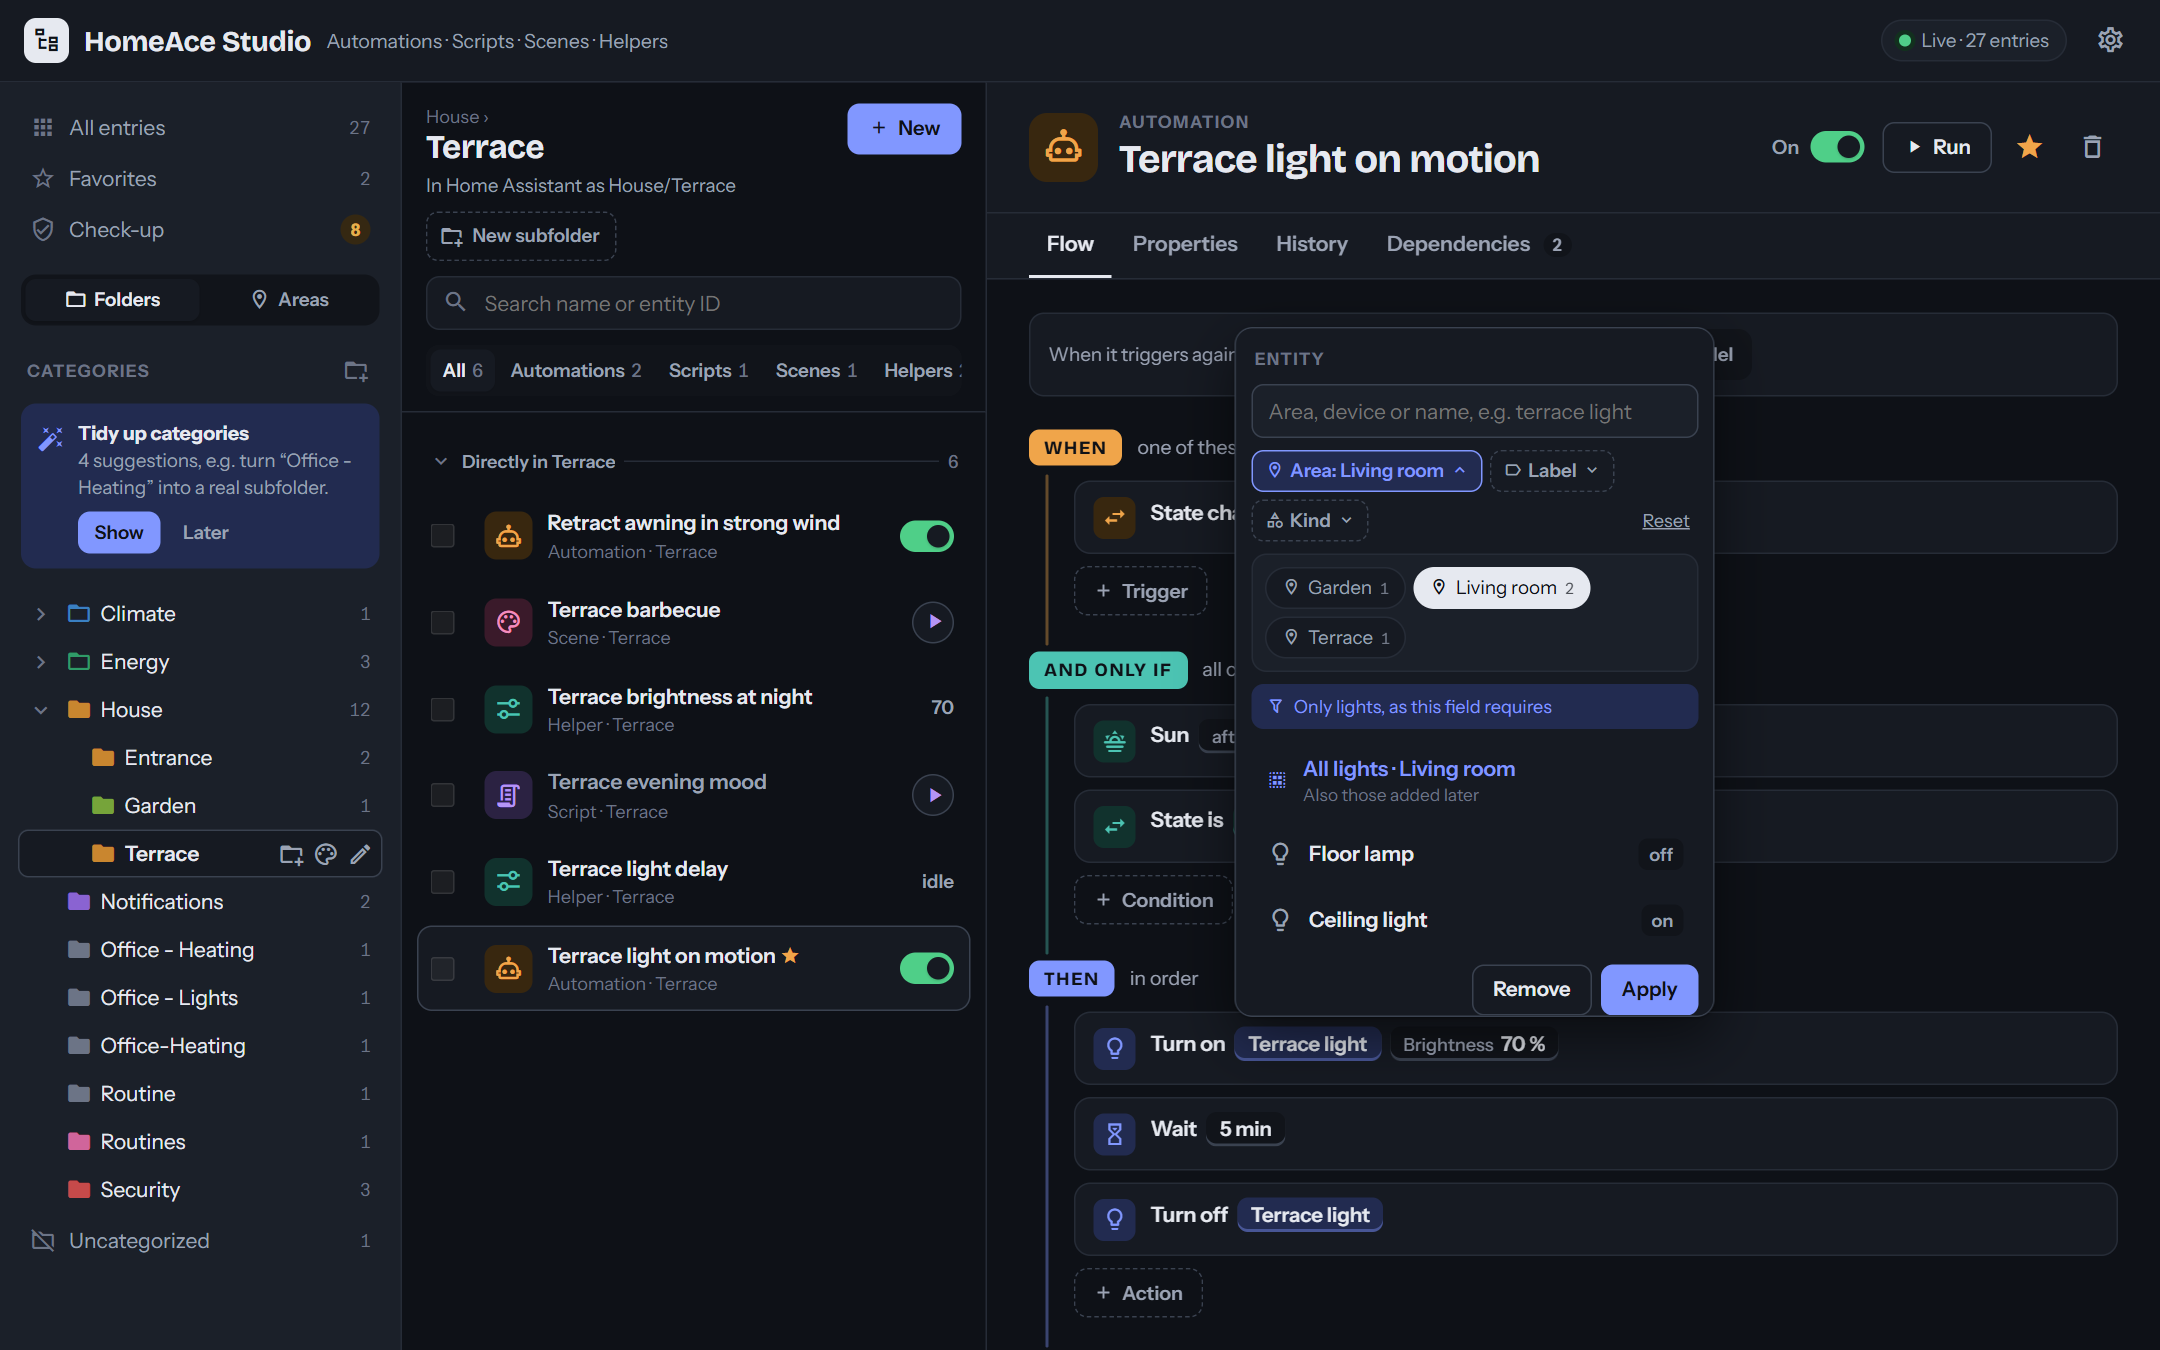 HomeAce Studio Automations · Scripts · Scenes · Helpers
Live · 27 entries
All entries 27
Favorites 2
Check-up 8
Folders Areas
CATEGORIES
Tidy up categories
4 suggestions, e.g. turn “Office -
Heating” into a real subfolder.
Show Later
Climate 1
Energy 3
House 12
Entrance 2
Garden 1
Terrace
Notifications 2
Office - Heating 1
Office - Lights 1
Office-Heating 1
Routine 1
Routines 1
Security 3
Uncategorized 1
House ›
Terrace
+ New
In Home Assistant as House/Terrace
New subfolder
Search name or entity ID
All 6 Automations 2 Scripts 1 Scenes 1 Helpers
Directly in Terrace 6
Retract awning in strong wind
Automation · Terrace
Terrace barbecue
Scene · Terrace
Terrace brightness at night 70
Helper · Terrace
Terrace evening mood
Script · Terrace
Terrace light delay idle
Helper · Terrace
Terrace light on motion
Automation · Terrace
AUTOMATION
Terrace light on motion
On Run
Flow Properties History Dependencies 2
When it triggers again
WHEN one of thes
State cha
+ Trigger
AND ONLY IF all c
Sun aft
State is
+ Condition
THEN in order
Turn on Terrace light Brightness 70 %
Wait 5 min
Turn off Terrace light
+ Action
ENTITY
Area, device or name, e.g. terrace light
Area: Living room Label
Kind Reset
Garden 1 Living room 2
Terrace 1
Only lights, as this field requires
All lights · Living room
Also those added later
Floor lamp off
Ceiling light on
Remove Apply